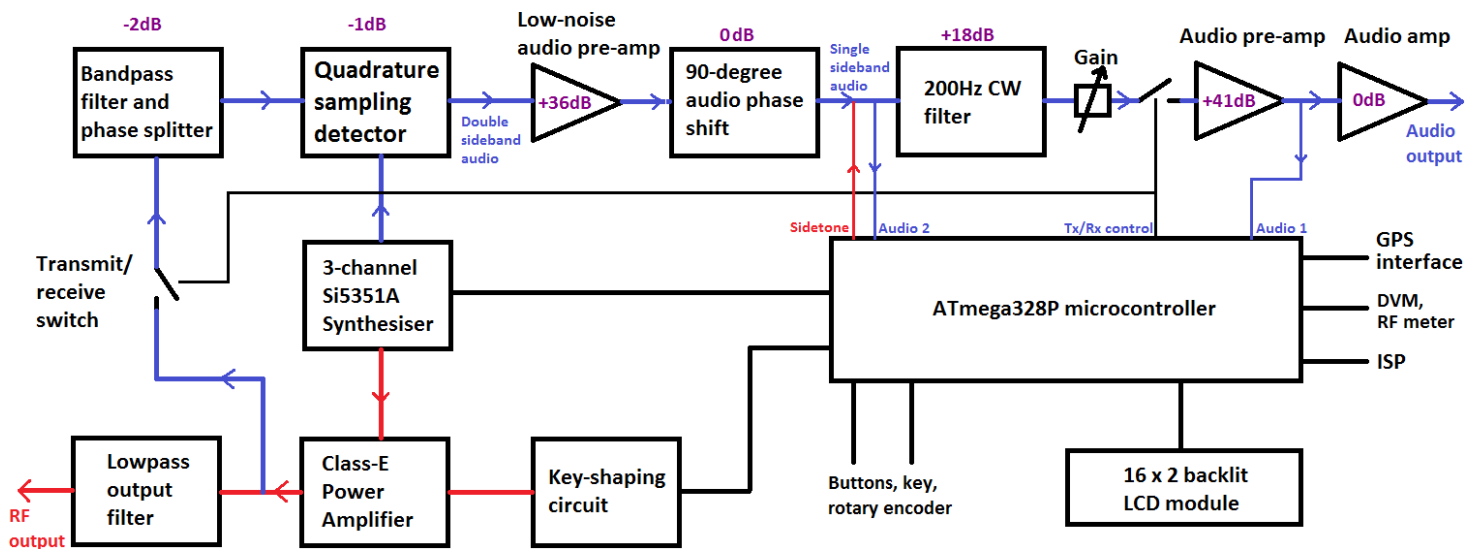 -2dB
Bandpass
filter and
phase splitter
-1dB
Quadrature
sampling
detector
Double
sideband
audio
Low-noise
audio pre-amp
+36dB
0dB
90-degree
audio phase
shift
Single
sideband
audio
+18dB
200Hz CW
filter
Gain
Audio pre-amp
+41dB
Audio amp
0dB
Audio
output
Sidetone
Audio 2
Tx/Rx control
Audio 1
Transmit/
receive
switch
3-channel
Si5351A
Synthesiser
ATmega328P microcontroller
GPS
interface
DVM,
RF meter
ISP
RF
output
Lowpass
output
filter
Class-E
Power
Amplifier
Key-shaping
circuit
Buttons, key,
rotary encoder
16 x 2 backlit
LCD module